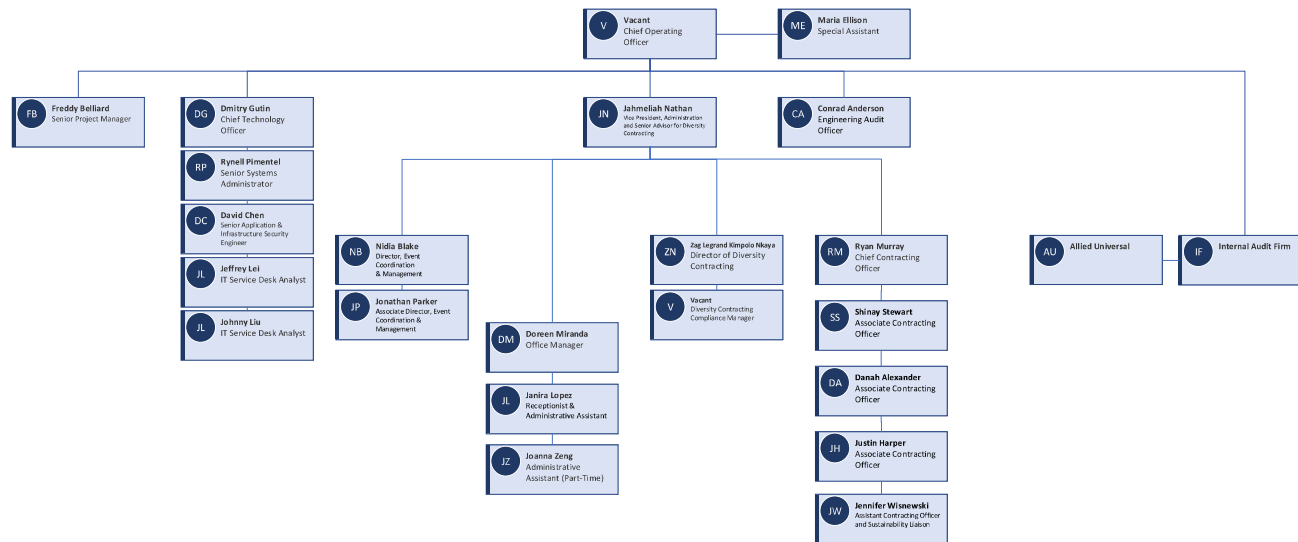 V
Vacant
Chief Operating
Officer
ME
Maria Ellison
Special Assistant
FB
Freddy Belliard
Senior Project Manager
DG
Dmitry Gutin
Chief Technology
Officer
RP
Rynell Pimentel
Senior Systems
Administrator
DC
David Chen
Senior Application &
Infrastructure Security
Engineer
JL
Jeffrey Lei
IT Service Desk Analyst
JL
Johnny Liu
IT Service Desk Analyst
JN
Jahmeliah Nathan
Vice President, Administration
and Senior Advisor for Diversity
Contracting
CA
Conrad Anderson
Engineering Audit
Officer
NB
Nidia Blake
Director, Event
Coordination
& Management
JP
Jonathan Parker
Associate Director, Event
Coordination &
Management
DM
Doreen Miranda
Office Manager
JL
Janira Lopez
Receptionist &
Administrative Assistant
JZ
Joanna Zeng
Administrative
Assistant (Part-Time)
ZN
Zag Legrand Kimpolo Nkaya
Director of Diversity
Contracting
V
Vacant
Diversity Contracting
Compliance Manager
RM
Ryan Murray
Chief Contracting
Officer
SS
Shinay Stewart
Associate Contracting
Officer
DA
Danah Alexander
Associate Contracting
Officer
JH
Justin Harper
Associate Contracting
Officer
JW
Jennifer Wisnewski
Assistant Contracting Officer
and Sustainability Liaison
AU
Allied Universal
IF
Internal Audit Firm